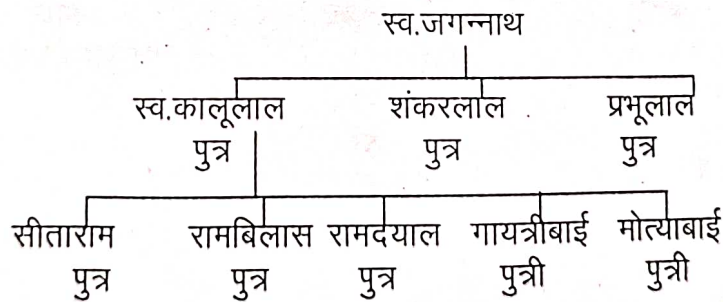 स्व.जगन्नाथ
स्व.कालूलाल शंकरलाल प्रभूलाल
पुत्र पुत्र पुत्र
सीताराम रामबिलास रामदयाल गायत्रीबाई मोत्याबाई
पुत्र पुत्र पुत्र पुत्री पुत्री